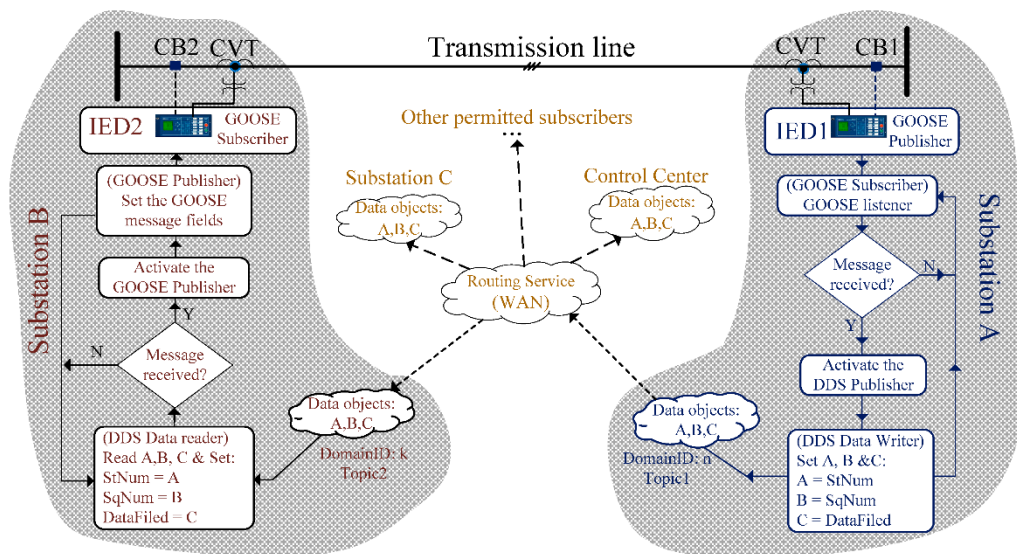 CB2
CVT
Transmission line
CVT
CB1
IED2
GOOSE
Subscriber
(GOOSE Publisher)
Set the GOOSE
message fields
Activate the
GOOSE Publisher
Y
N
Message
received?
(DDS Data reader)
Read A,B, C & Set:
StNum = A
SqNum = B
DataFiled = C
Substation B
Other permitted subscribers
Substation C
Data objects:
A,B,C
Control Center
Data objects:
A,B,C
Routing Service
(WAN)
Data objects:
A,B,C
DomainID: k
Topic2
Data objects:
A,B,C
DomainID: n
Topic1
IED1
GOOSE
Publisher
(GOOSE Subscriber)
GOOSE listener
Message
received?
N
Y
Activate the
DDS Publisher
(DDS Data Writer)
Set A, B &C:
A = StNum
B = SqNum
C = DataFiled
Substation A